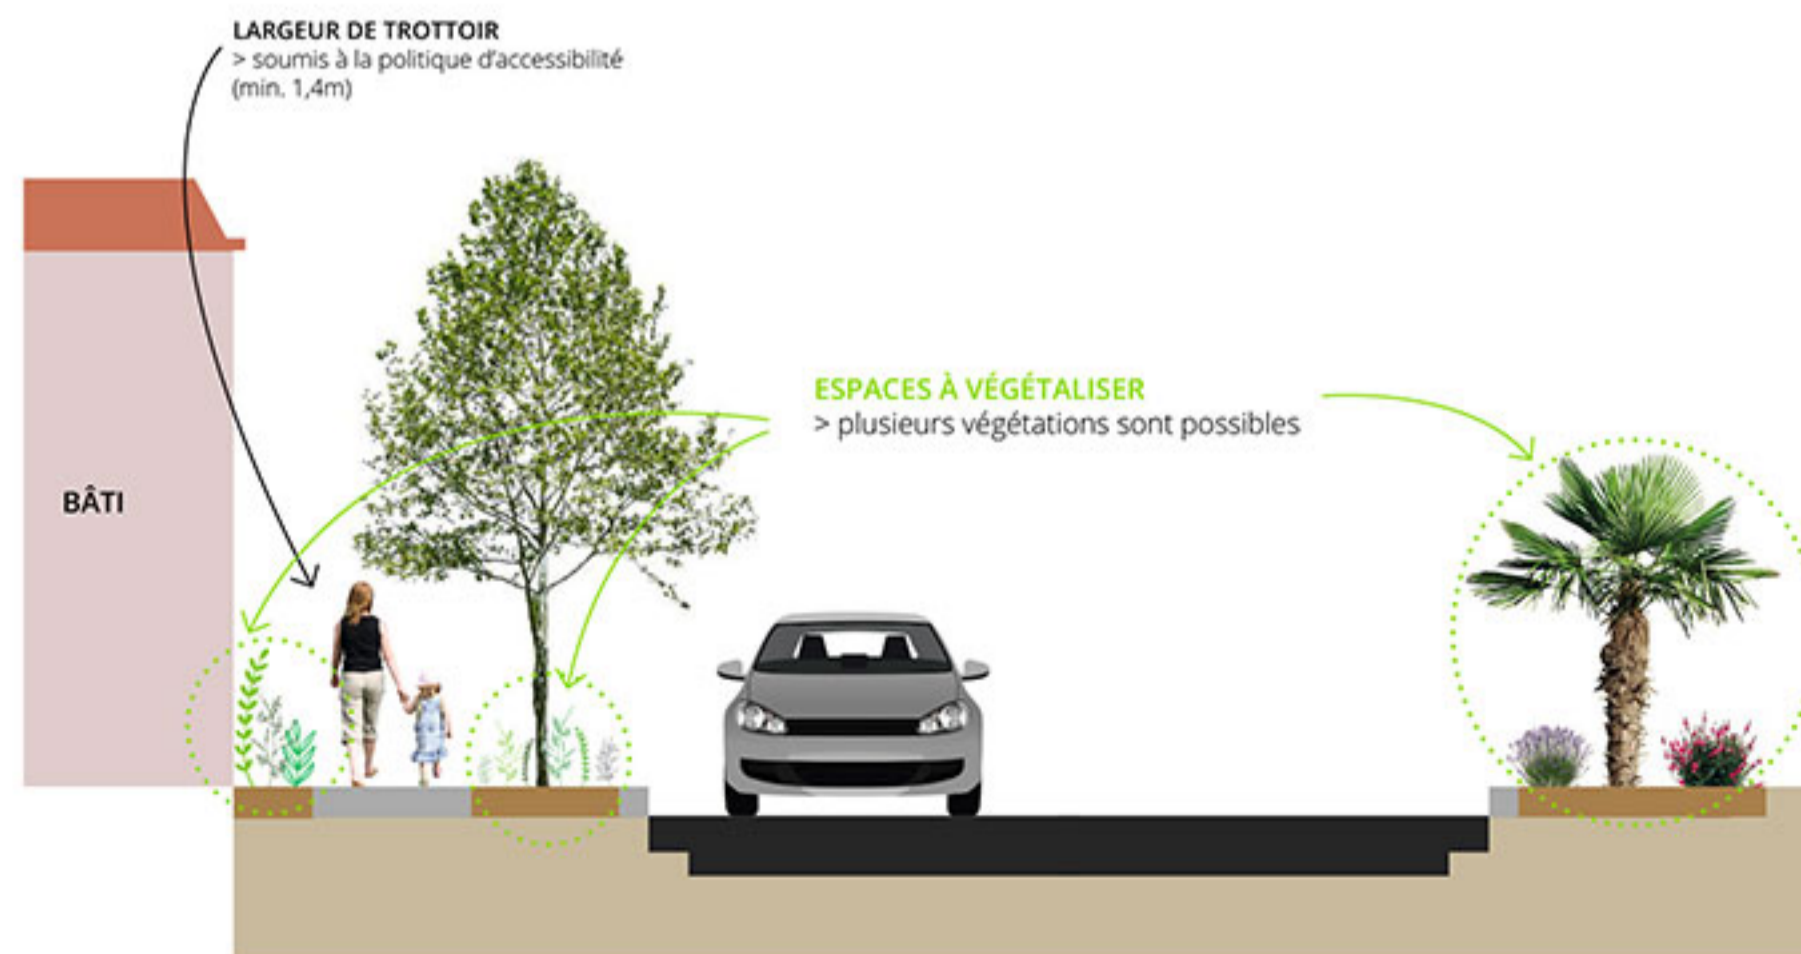 LARGEUR DE TROTTOIR
> soumis à la politique d'accessibilité
(min. 1,4m)
ESPACES À VÉGÉTALISER
> plusieurs végétations sont possibles
BÂTI